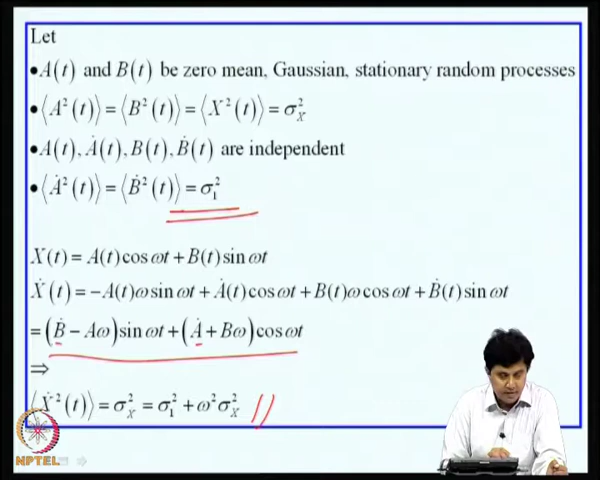 Let
•A(t) and B(t) be zero mean, Gaussian, stationary random processes
•⟨A²(t)⟩ = ⟨B²(t)⟩ = ⟨X²(t)⟩ = σ_X²
•A(t), Ȧ(t), B(t), Ḃ(t) are independent
•⟨Ȧ²(t)⟩ = ⟨Ḃ²(t)⟩ = σ₁²
X(t) = A(t)cos ωt + B(t)sin ωt
Ẋ(t) = -A(t)ω sin ωt + Ȧ(t)cos ωt + B(t)ω cos ωt + Ḃ(t)sin ωt
= (Ḃ - Aω)sin ωt + (Ȧ + Bω)cos ωt
⇒
⟨Ẋ²(t)⟩ = σ_Ẋ² = σ₁² + ω²σ_X²
NPTEL